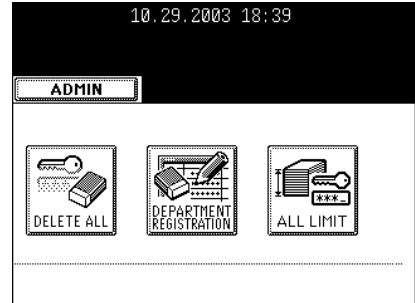 10.29.2003 18:39
ADMIN
DELETE ALL
DEPARTMENT
REGISTRATION
ALL LIMIT
***_